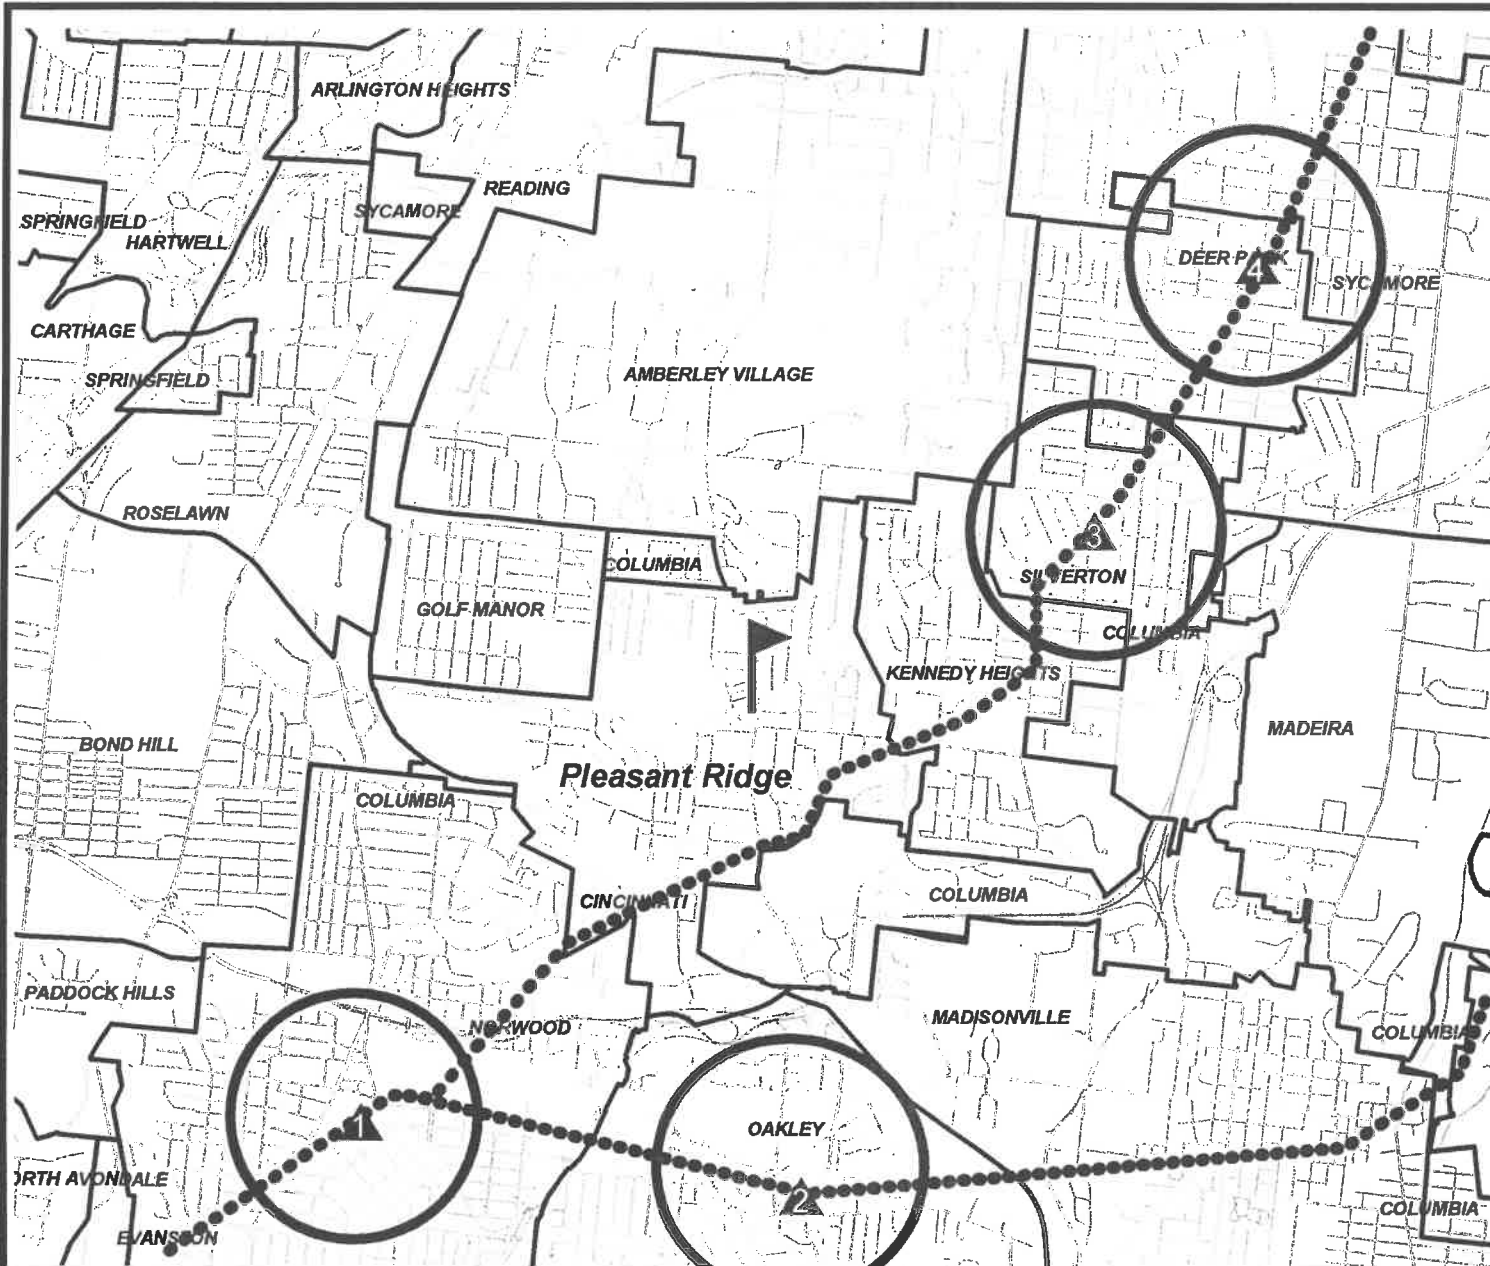 ARLINGTON HEIGHTS
READING
SYCAMORE
SPRINGFIELD
HARTWELL
DEER PARK
4
SYCAMORE
CARTHAGE
SPRINGFIELD
AMBERLEY VILLAGE
ROSELAWN
3
COLUMBIA
SILVERTON
GOLF MANOR
COLUMBIA
KENNEDY HEIGHTS
MADEIRA
BOND HILL
Pleasant Ridge
COLUMBIA
COLUMBIA
CINCINNATI
PADDOCK HILLS
MADISONVILLE
NORWOOD
COLUMBIA
1
OAKLEY
ORTH AVONDALE
2
COLUMBIA
EVANSTON